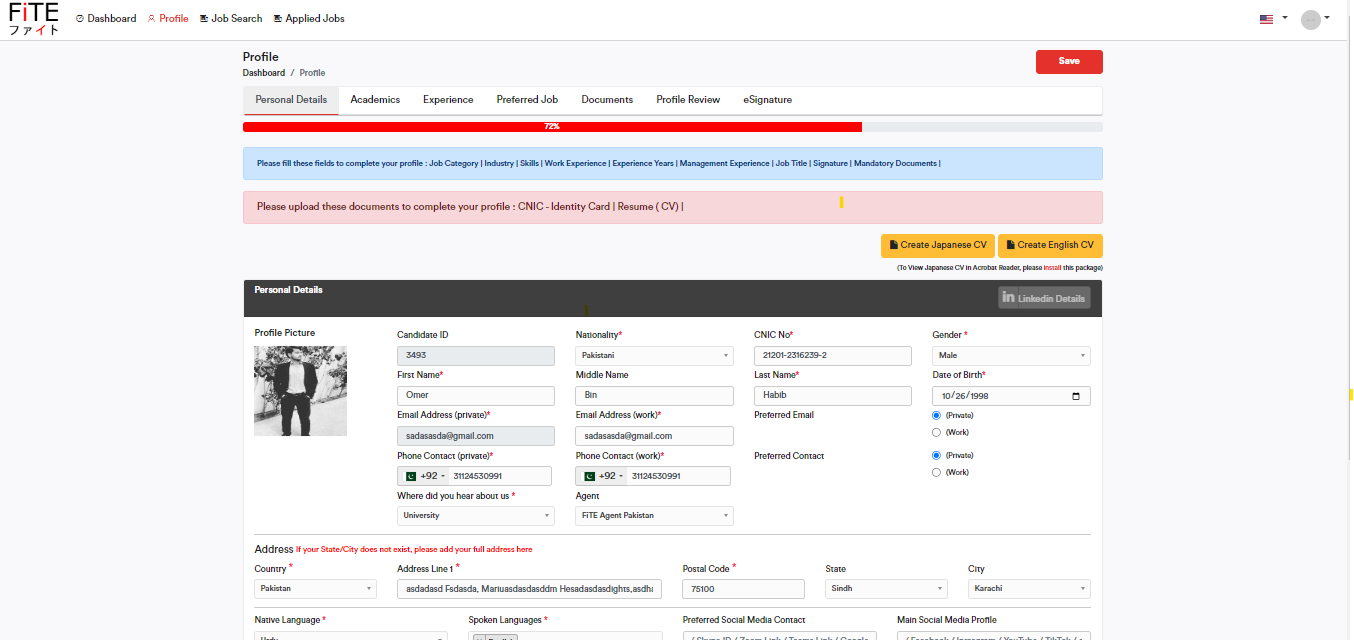 FiTE
ファイト
Dashboard Profile Job Search Applied Jobs
Profile
Dashboard / Profile
Save
Personal Details Academics Experience Preferred Job Documents Profile Review eSignature
72%
Please fill these fields to complete your profile : Job Category | Industry | Skills | Work Experience | Experience Years | Management Experience | Job Title | Signature | Mandatory Documents |
Please upload these documents to complete your profile : CNIC - Identity Card | Resume ( CV) |
Create Japanese CV Create English CV
(To View Japanese CV in Acrobat Reader, please install this package)
Personal Details
in Linkedin Details
Profile Picture
Candidate ID Nationality* CNIC No* Gender *
3493 Pakistani 21201-2316239-2 Male
First Name* Middle Name Last Name* Date of Birth*
Omer Bin Habib 10/26/1998
Email Address (private)* Email Address (work)* Preferred Email (Private)
sadasasda@gmail.com sadasasda@gmail.com (Work)
Phone Contact (private)* Phone Contact (work)* Preferred Contact (Private)
+92 31124530991 +92 31124530991 (Work)
Where did you hear about us * Agent
University FiTE Agent Pakistan
Address If your State/City does not exist, please add your full address here
Country * Address Line 1 * Postal Code * State City
Pakistan asdadasd 75100 Sindh Karachi
Native Language * Spoken Languages * Preferred Social Media Contact Main Social Media Profile